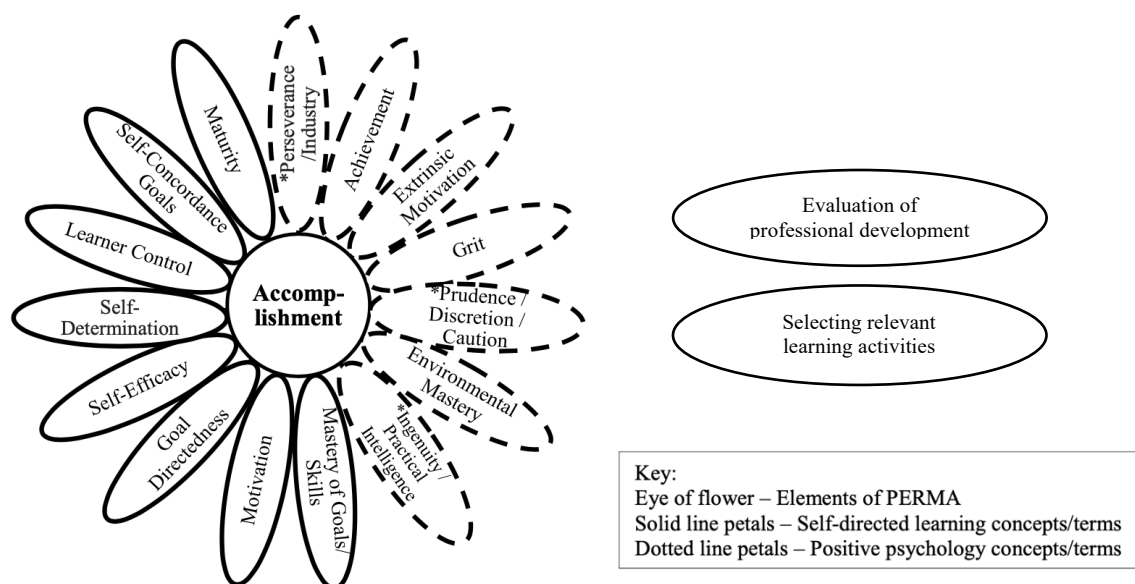 *Perseverance
/Industry
Achievement
Extrinsic
Motivation
Grit
*Prudence /
Discretion /
Caution
Environmental
Mastery
*Ingenuity /
Practical
Intelligence
Mastery of Goals/
Skills
Motivation
Goal
Directedness
Self-Efficacy
Self-
Determination
Learner Control
Self-Concordance
Goals
Maturity
Accomp-
lishment
Evaluation of
professional development
Selecting relevant
learning activities
Key:
Eye of flower – Elements of PERMA
Solid line petals – Self-directed learning concepts/terms
Dotted line petals – Positive psychology concepts/terms